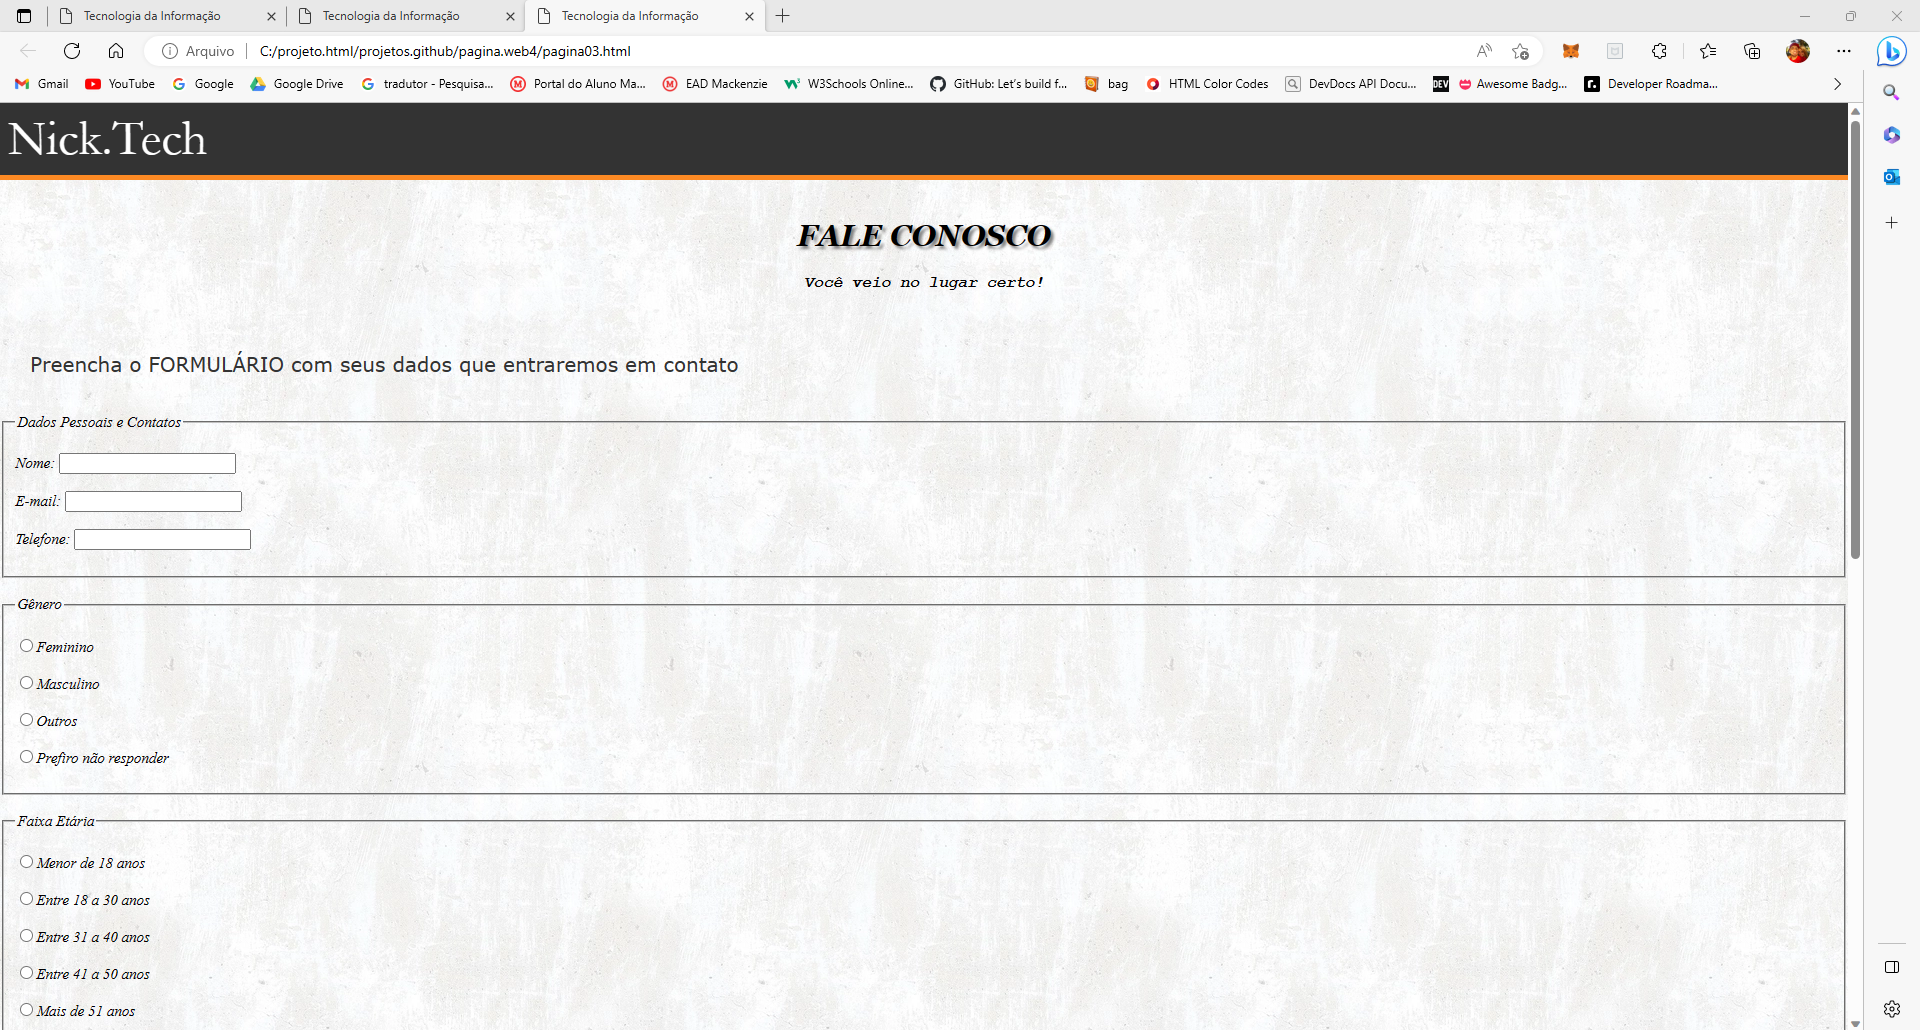 Tecnologia da Informação
Tecnologia da Informação
Tecnologia da Informação
Arquivo C:/projeto.html/projetos.github/pagina.web4/pagina03.html
Gmail YouTube Google Google Drive tradutor - Pesquisa... Portal do Aluno Ma... EAD Mackenzie W3Schools Online... GitHub: Let's build f... bag HTML Color Codes DevDocs API Docu... DEV Awesome Badg... Developer Roadma...
Nick.Tech
FALE CONOSCO
Você veio no lugar certo!
Preencha o FORMULÁRIO com seus dados que entraremos em contato
Dados Pessoais e Contatos
Nome:
E-mail:
Telefone:
Gênero
Feminino
Masculino
Outros
Prefiro não responder
Faixa Etária
Menor de 18 anos
Entre 18 a 30 anos
Entre 31 a 40 anos
Entre 41 a 50 anos
Mais de 51 anos